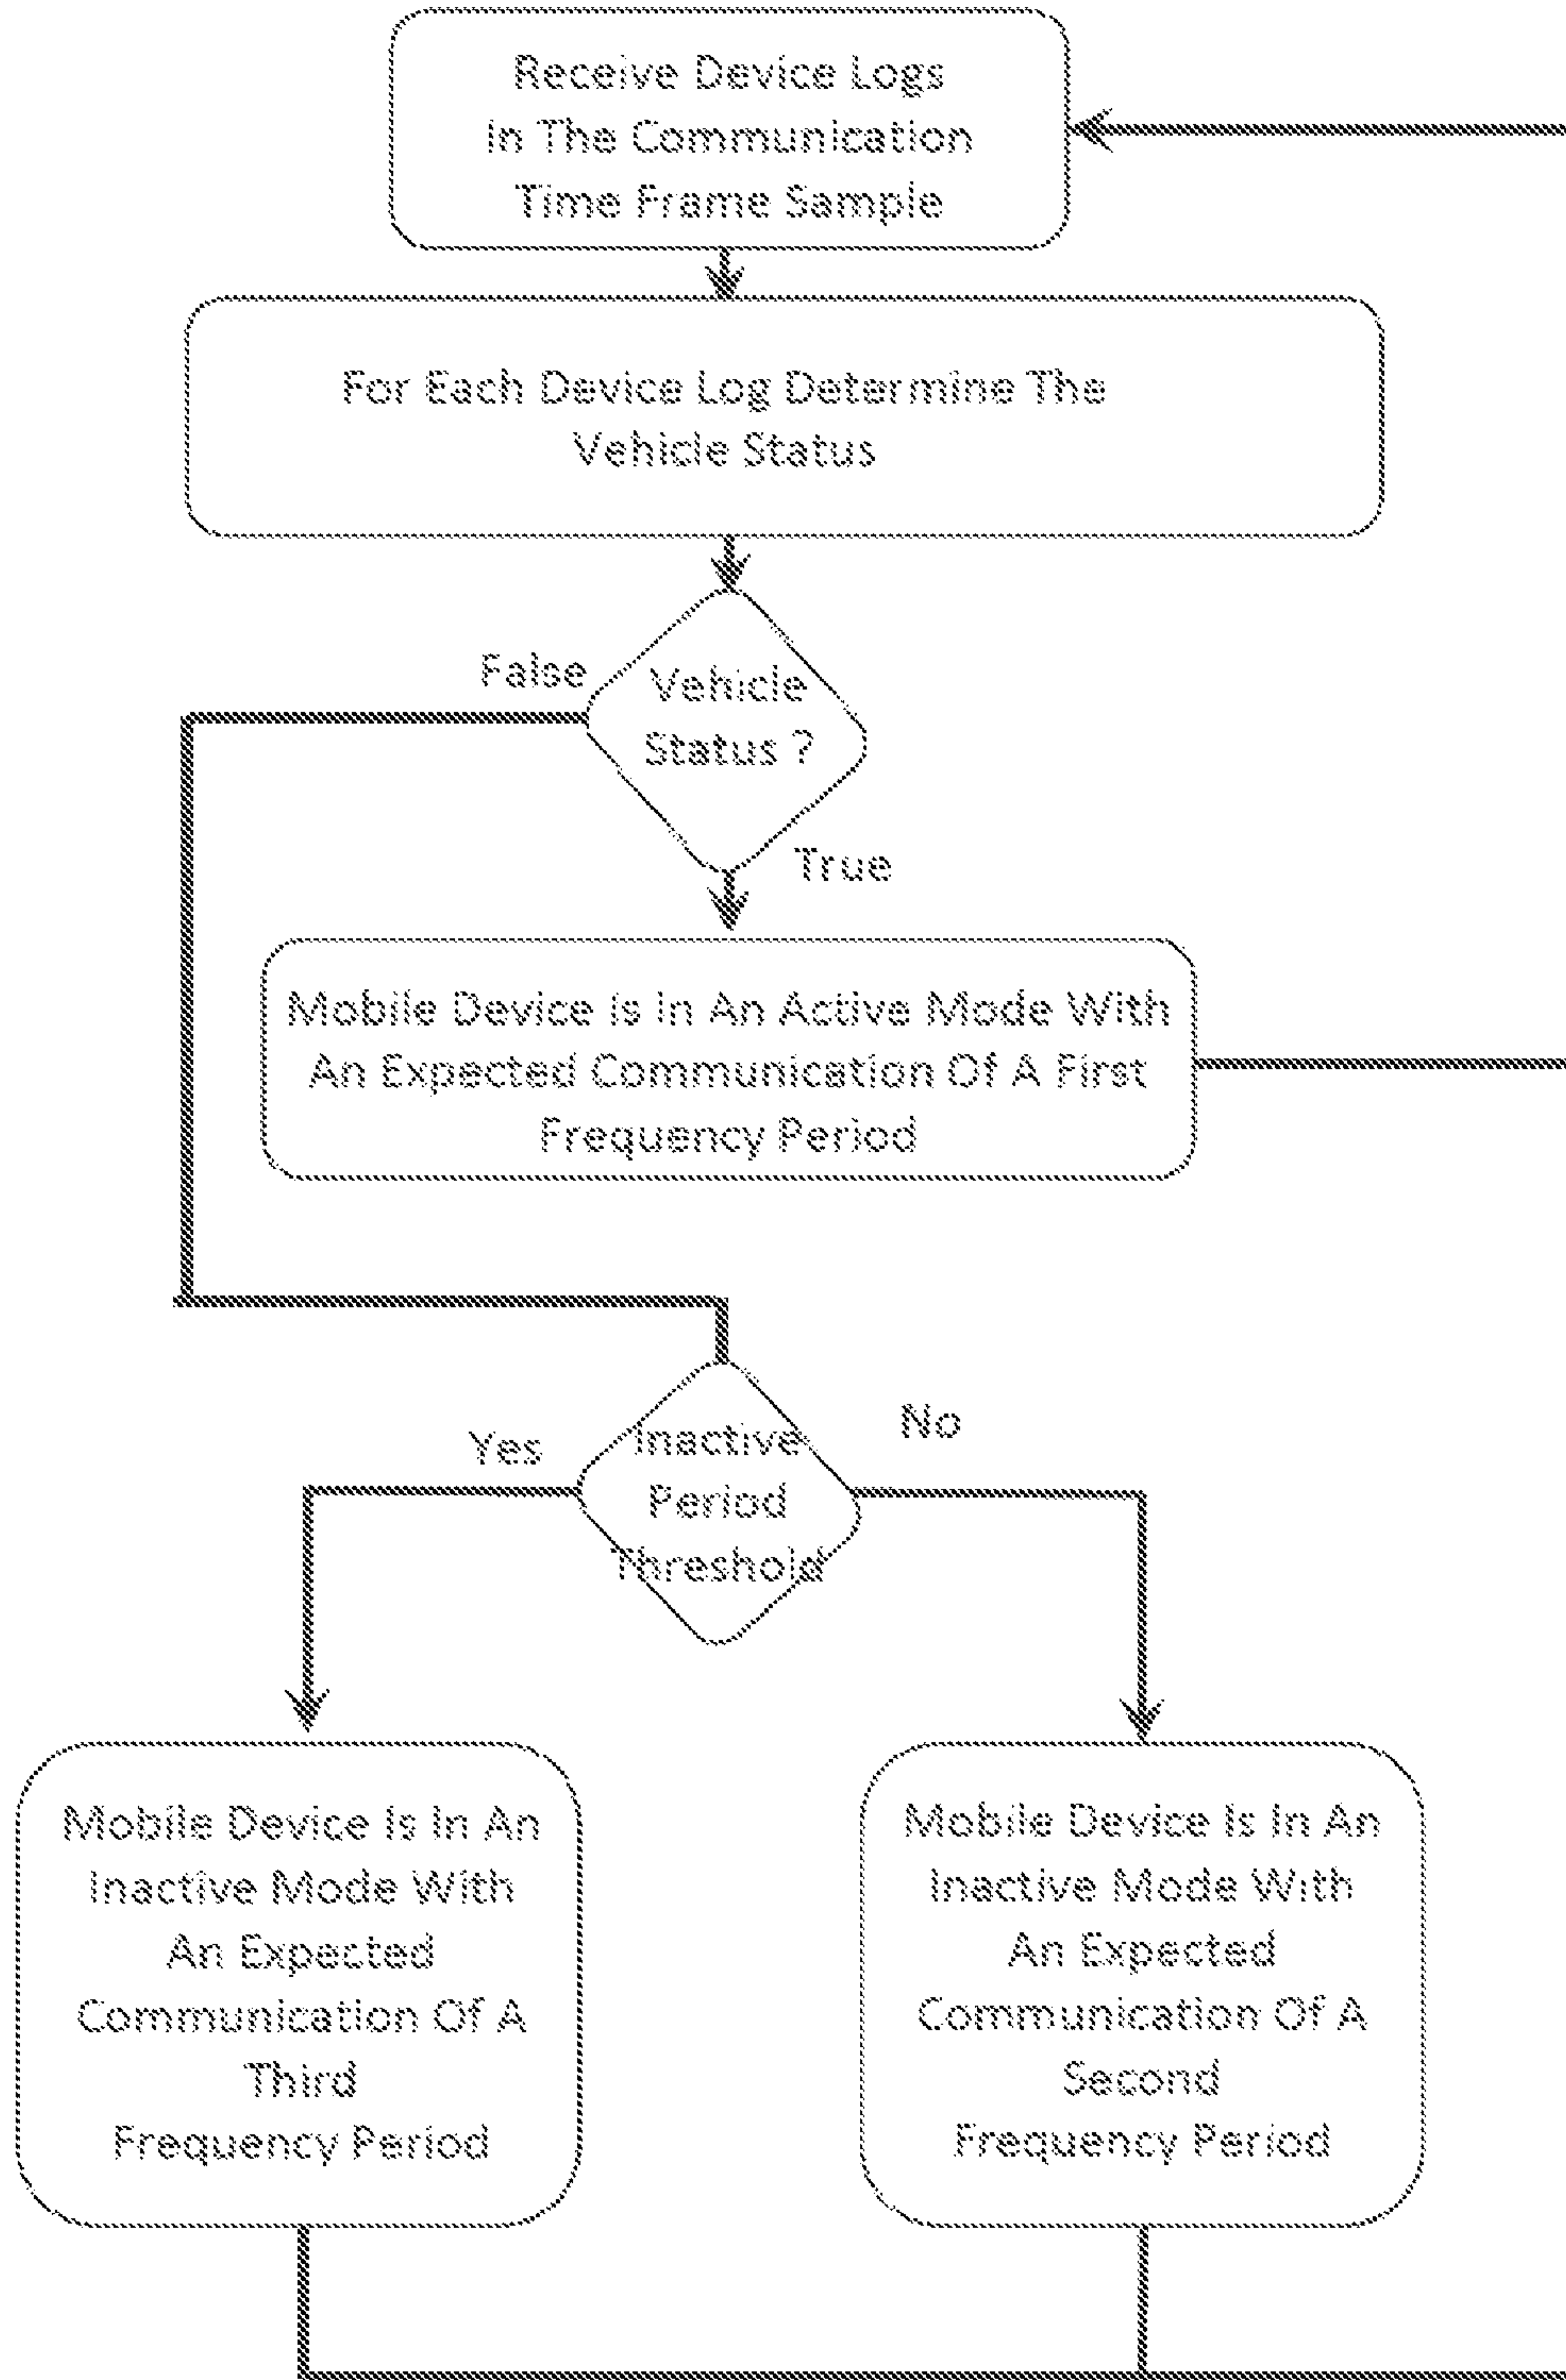 Receive Device Logs
In The Communication
Time Frame Sample
For Each Device Log Determine The
Vehicle Status
False
Vehicle
Status ?
True
Mobile Device Is In An Active Mode With
An Expected Communication Of A First
Frequency Period
Yes
No
Inactive
Period
Threshold
Mobile Device Is In An
Inactive Mode With
An Expected
Communication Of A
Third
Frequency Period
Mobile Device Is In An
Inactive Mode With
An Expected
Communication Of A
Second
Frequency Period